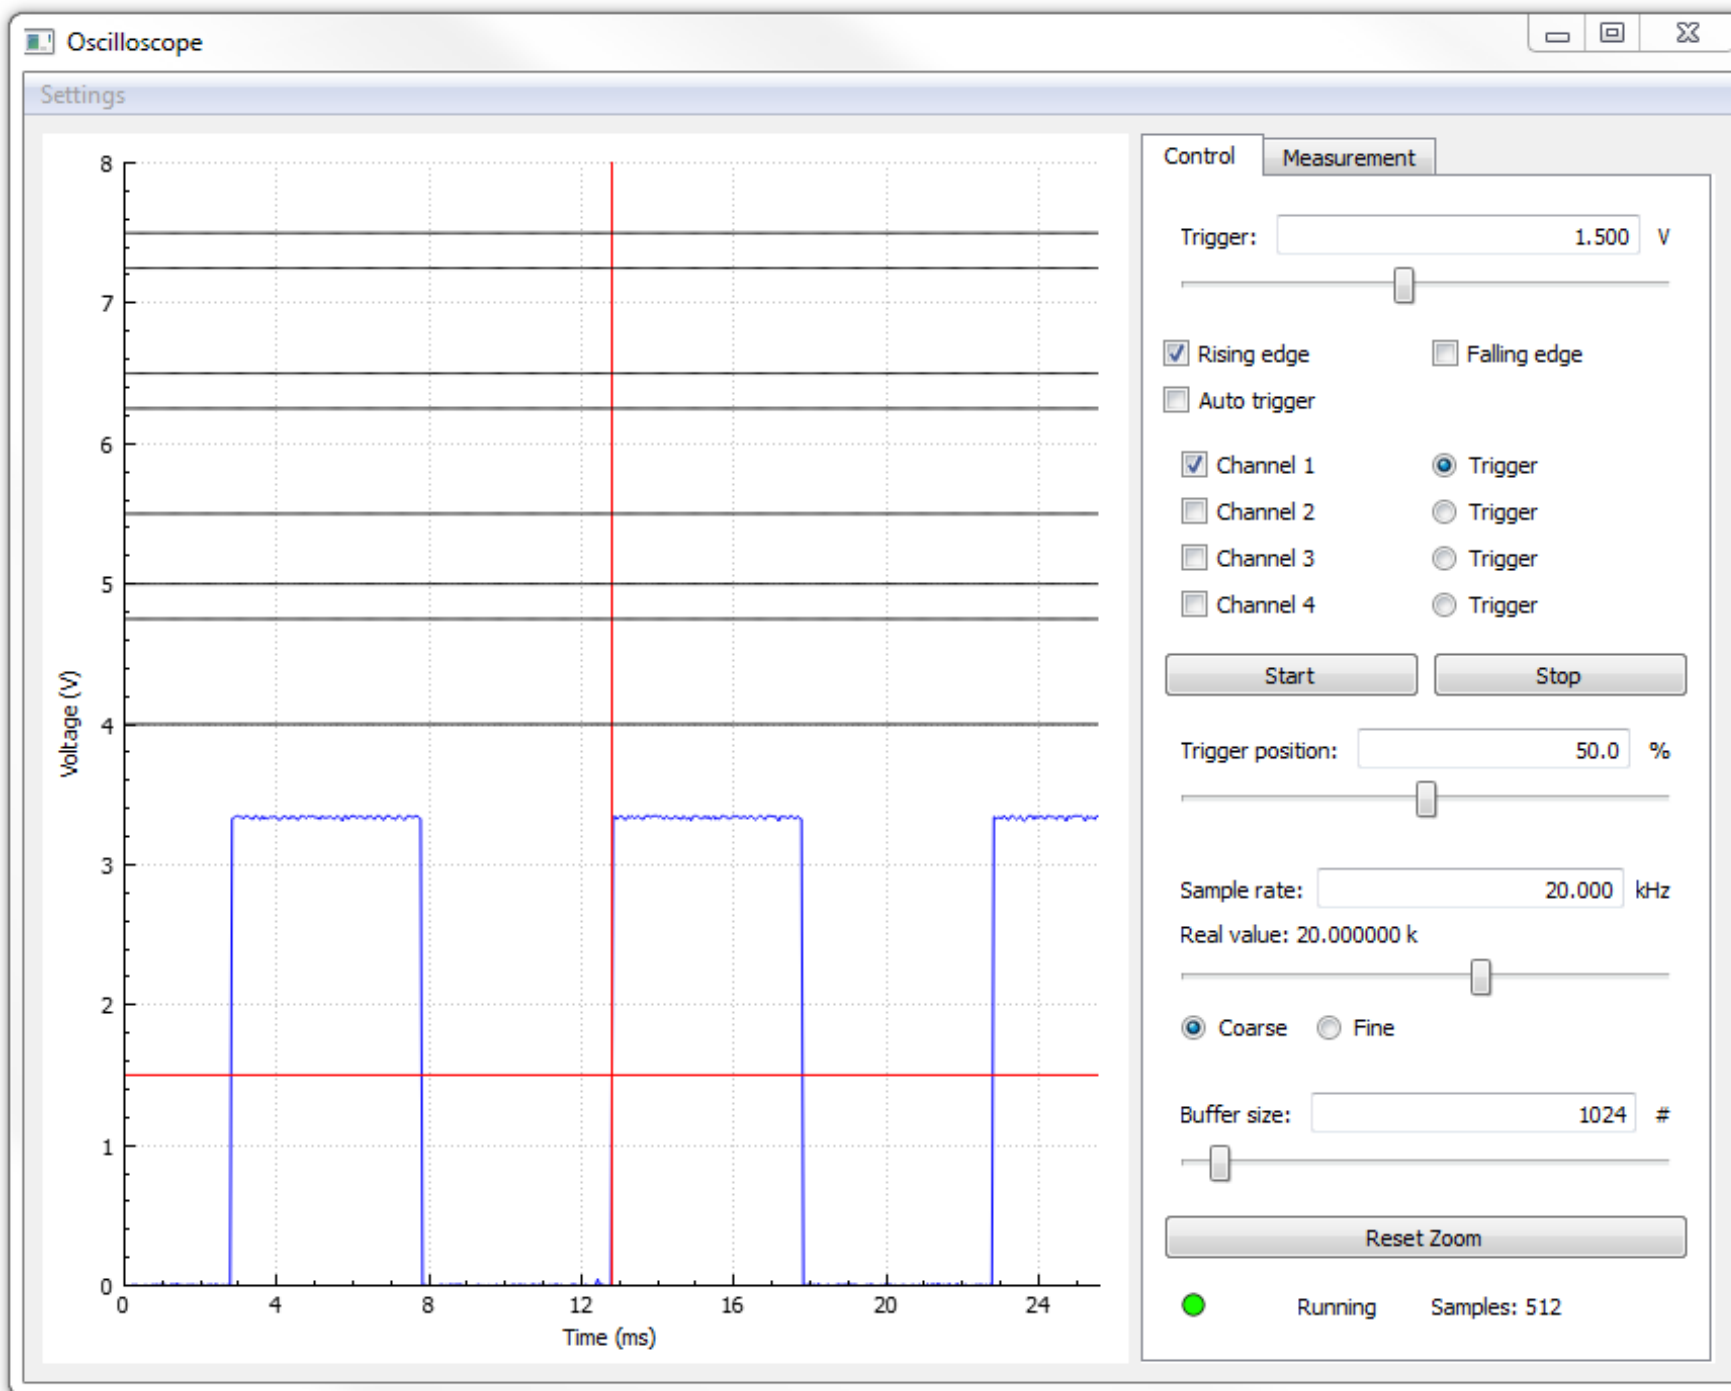 Oscilloscope
Settings
8
7
6
5
4
3
2
1
0
Voltage (V)
0 4 8 12 16 20 24
Time (ms)
Control Measurement
Trigger: 1.500 V
Rising edge Falling edge
Auto trigger
Channel 1 Trigger
Channel 2 Trigger
Channel 3 Trigger
Channel 4 Trigger
Start Stop
Trigger position: 50.0 %
Sample rate: 20.000 kHz
Real value: 20.000000 k
Coarse Fine
Buffer size: 1024 #
Reset Zoom
Running Samples: 512